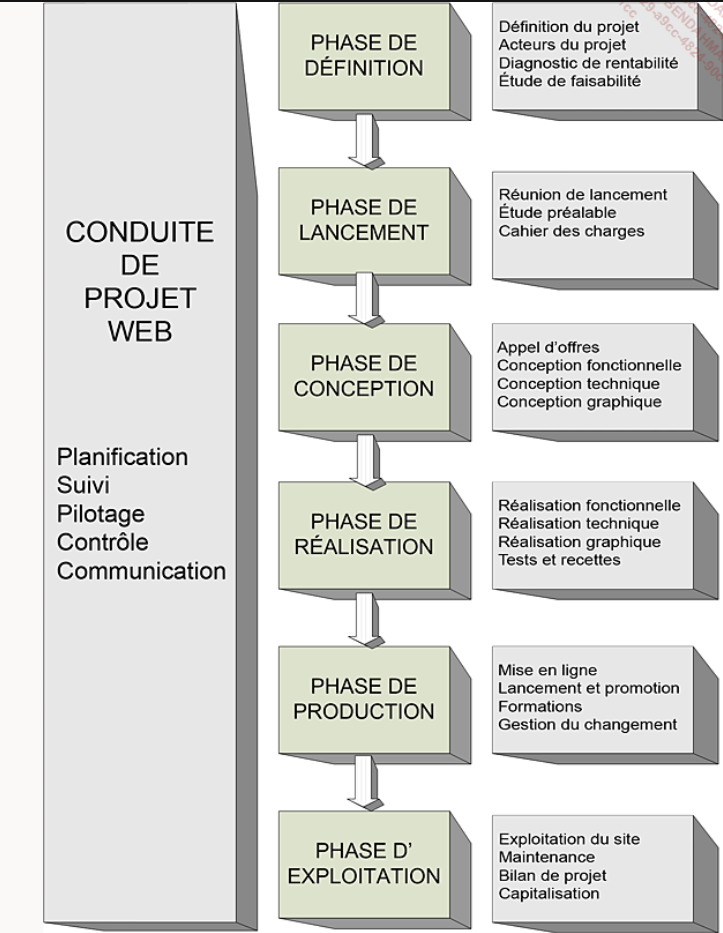 CONDUITE
DE
PROJET
WEB
Planification
Suivi
Pilotage
Contrôle
Communication
PHASE DE
DÉFINITION
Définition du projet
Acteurs du projet
Diagnostic de rentabilité
Étude de faisabilité
PHASE DE
LANCEMENT
Réunion de lancement
Étude préalable
Cahier des charges
PHASE DE
CONCEPTION
Appel d'offres
Conception fonctionnelle
Conception technique
Conception graphique
PHASE DE
RÉALISATION
Réalisation fonctionnelle
Réalisation technique
Réalisation graphique
Tests et recettes
PHASE DE
PRODUCTION
Mise en ligne
Lancement et promotion
Formations
Gestion du changement
PHASE D'
EXPLOITATION
Exploitation du site
Maintenance
Bilan de projet
Capitalisation